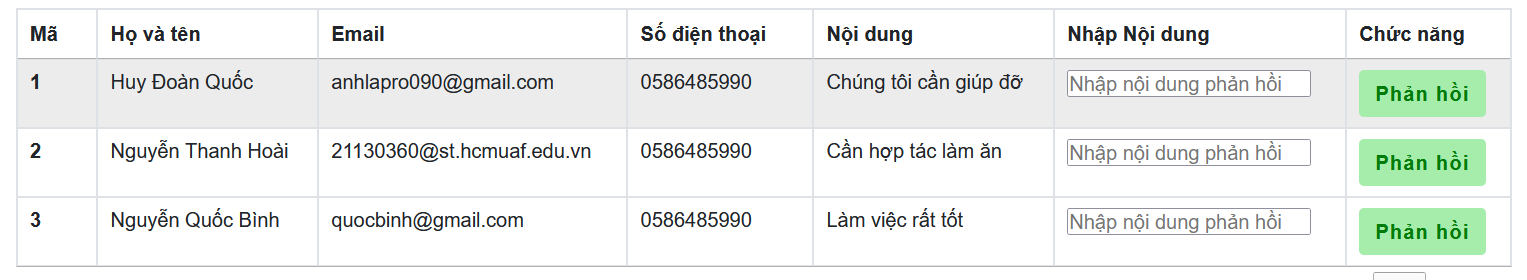 Mã Họ và tên Email Số điện thoại Nội dung Nhập Nội dung Chức năng
1 Huy Đoàn Quốc anhlapro090@gmail.com 0586485990 Chúng tôi cần giúp đỡ Nhập nội dung phản hồi Phản hồi
2 Nguyễn Thanh Hoài 21130360@st.hcmuaf.edu.vn 0586485990 Cần hợp tác làm ăn Nhập nội dung phản hồi Phản hồi
3 Nguyễn Quốc Bình quocbinh@gmail.com 0586485990 Làm việc rất tốt Nhập nội dung phản hồi Phản hồi